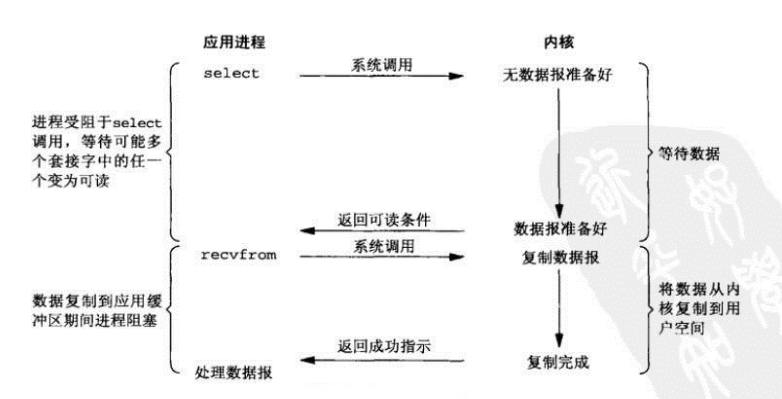 应用进程
内核
select
系统调用
无数据报准备好
进程受阻于select
调用，等待可能多
个套接字中的任一
个变为可读
等待数据
返回可读条件
数据报准备好
recvfrom
系统调用
复制数据报
数据复制到应用缓
冲区期间进程阻塞
将数据从内
核复制到用
户空间
返回成功指示
处理数据报
复制完成